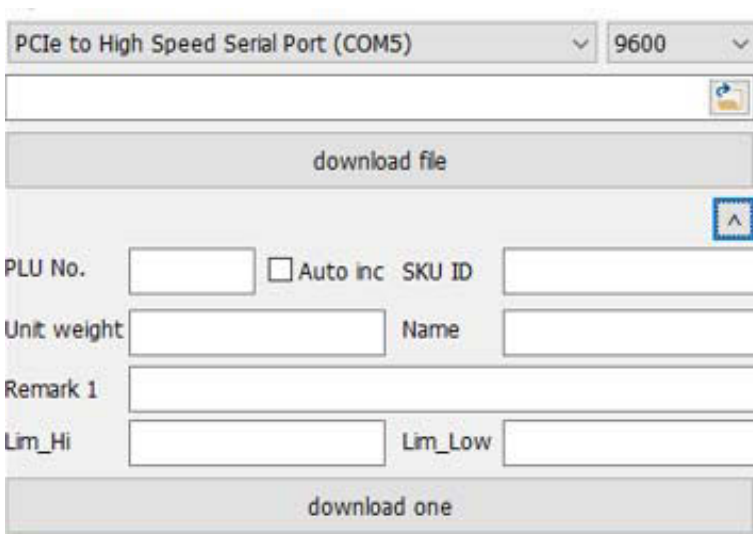 PCIe to High Speed Serial Port (COM5) 9600
download file
PLU No. Auto inc SKU ID
Unit weight Name
Remark 1
Lim_Hi Lim_Low
download one